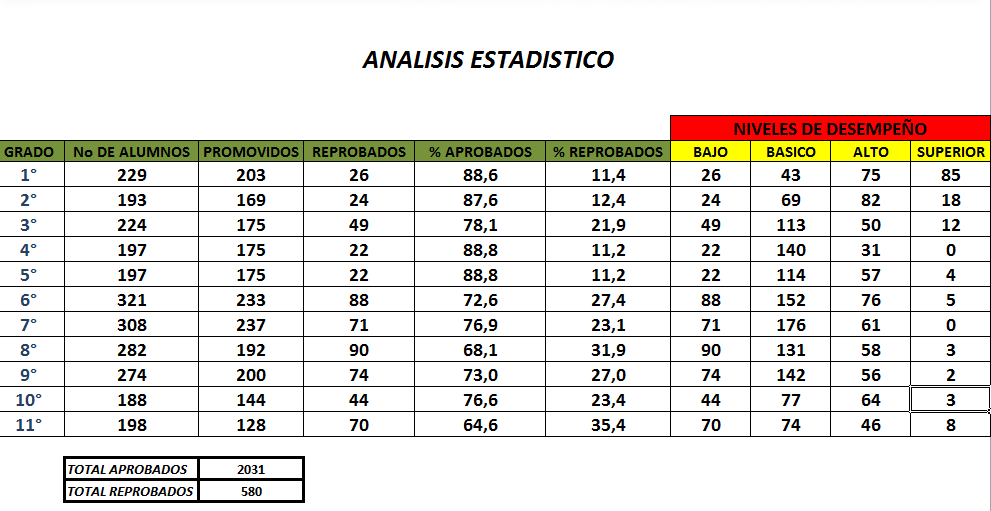 ANALISIS ESTADISTICO
NIVELES DE DESEMPEÑO
GRADO No DE ALUMNOS PROMOVIDOS REPROBADOS % APROBADOS % REPROBADOS BAJO BASICO ALTO SUPERIOR
1° 229 203 26 88,6 11,4 26 43 75 85
2° 193 169 24 87,6 12,4 24 69 82 18
3° 224 175 49 78,1 21,9 49 113 50 12
4° 197 175 22 88,8 11,2 22 140 31 0
5° 197 175 22 88,8 11,2 22 114 57 4
6° 321 233 88 72,6 27,4 88 152 76 5
7° 308 237 71 76,9 23,1 71 176 61 0
8° 282 192 90 68,1 31,9 90 131 58 3
9° 274 200 74 73,0 27,0 74 142 56 2
10° 188 144 44 76,6 23,4 44 77 64 3
11° 198 128 70 64,6 35,4 70 74 46 8
TOTAL APROBADOS 2031
TOTAL REPROBADOS 580